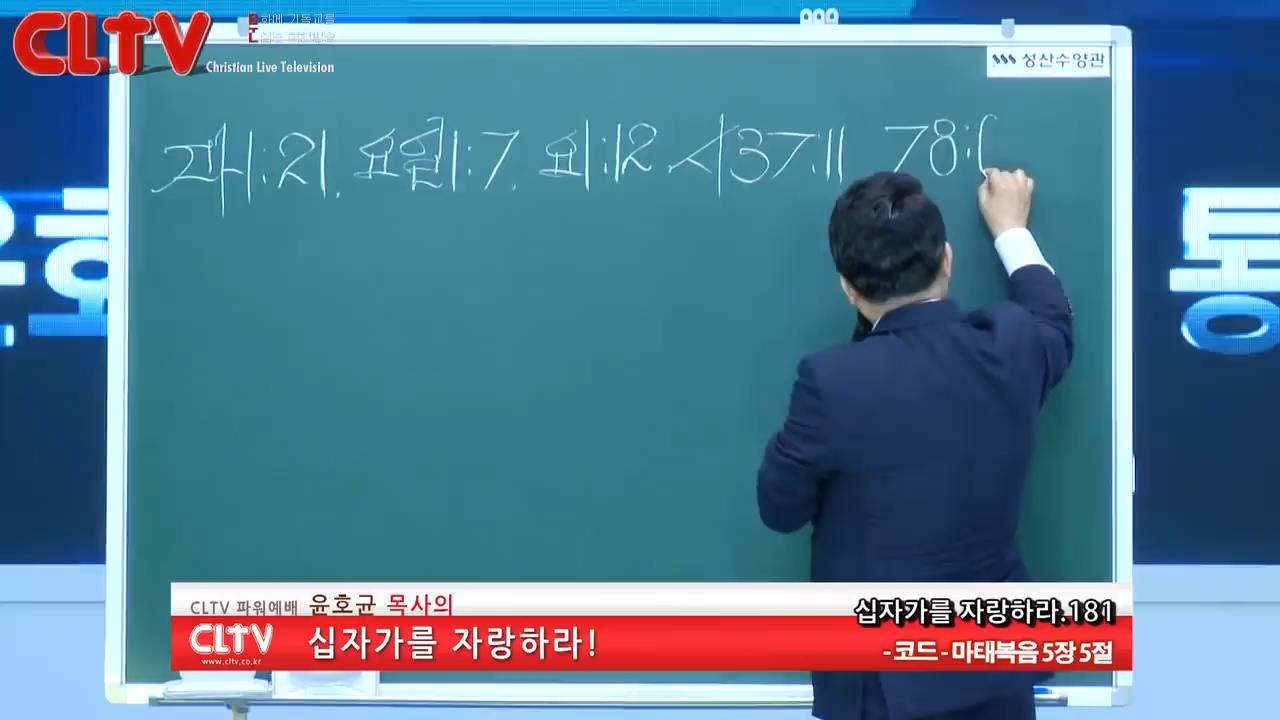 CLTV
Christian Live Television
성산수양관
마1:21. 요일1:7. 요1:12. 시37:11 78:
통
CLTV 파워예배 윤호균 목사의
십자가를 자랑하라.181
CLTV
www.cltv.co.kr
십자가를 자랑하라!
-코드-마태복음 5장 5절